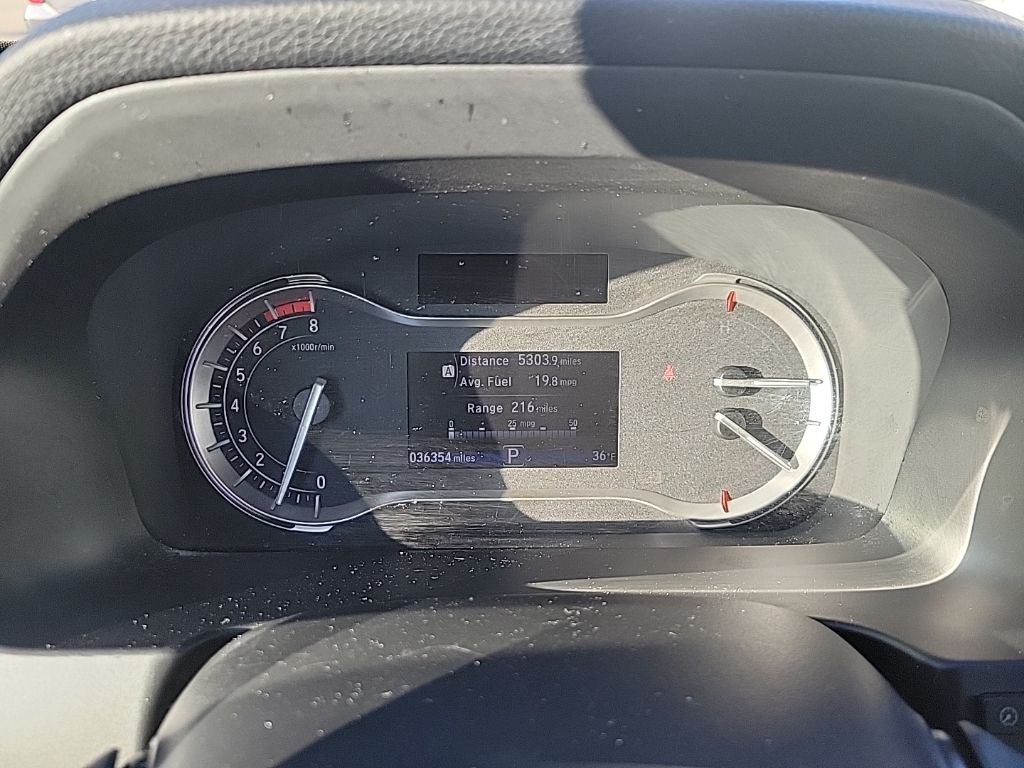 8
7
6
x1000r/min
5
4
3
2
0
A
Distance 5303.9 miles
Avg. Fuel 19.8 mpg
Range 216 miles
0 25 mpg 50
036354 miles P 36°F
H